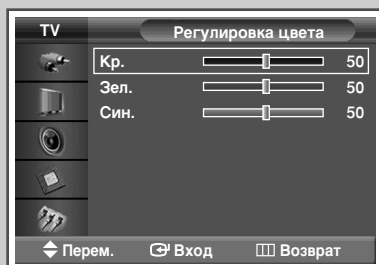 TV Регулировка цвета
Кр. 50
Зел. 50
Син. 50
Перем. Вход Возврат